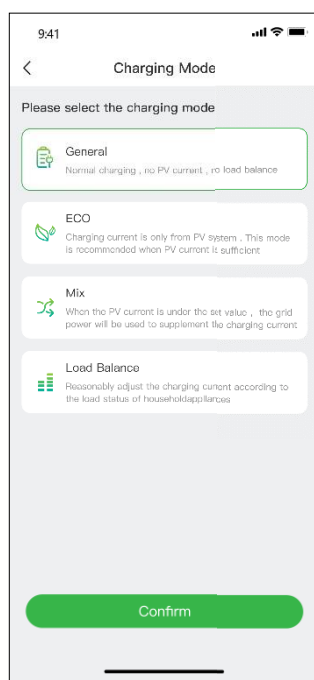 9:41
Charging Mode
Please select the charging mode
General
Normal charging , no PV current , no load balance
ECO
Charging current is only from PV system . This mode
is recommended when PV current is sufficient
Mix
When the PV current is under the set value , the grid
power will be used to supplement the charging current
Load Balance
Reasonably adjust the charging current according to
the load status of householdappliances
Confirm